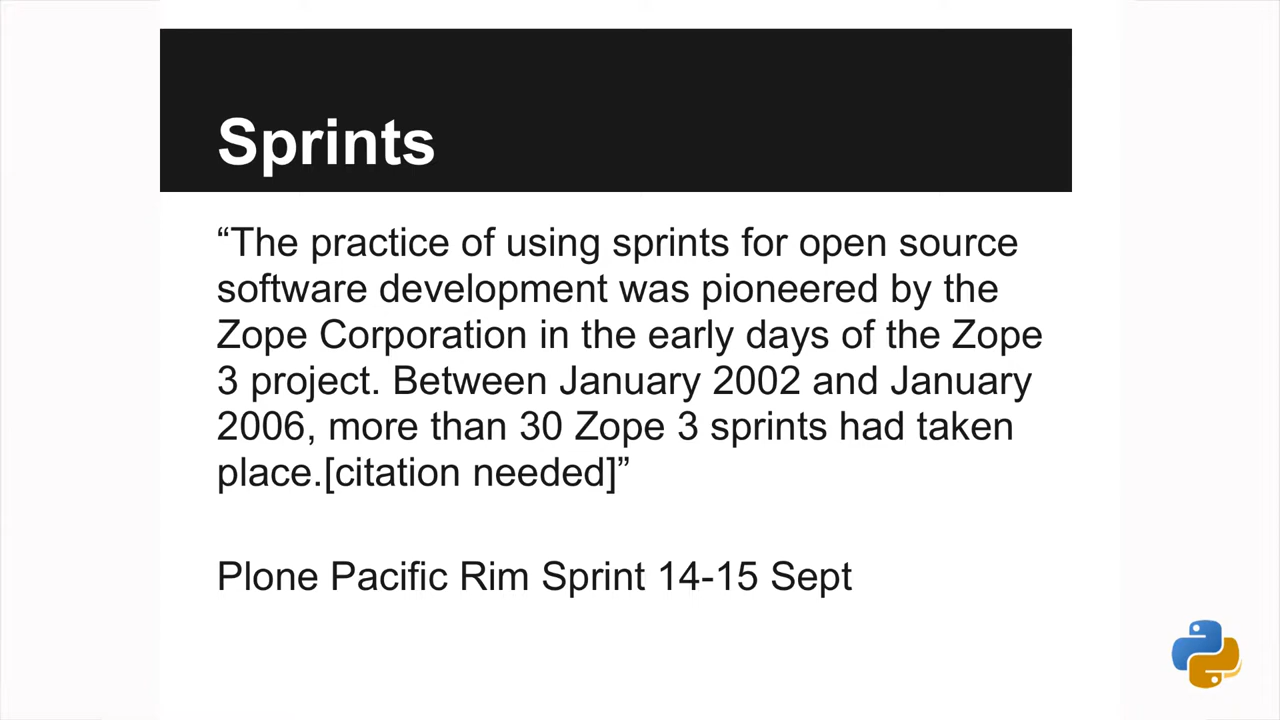 Sprints
“The practice of using sprints for open source
software development was pioneered by the
Zope Corporation in the early days of the Zope
3 project. Between January 2002 and January
2006, more than 30 Zope 3 sprints had taken
place.[citation needed]”
Plone Pacific Rim Sprint 14-15 Sept